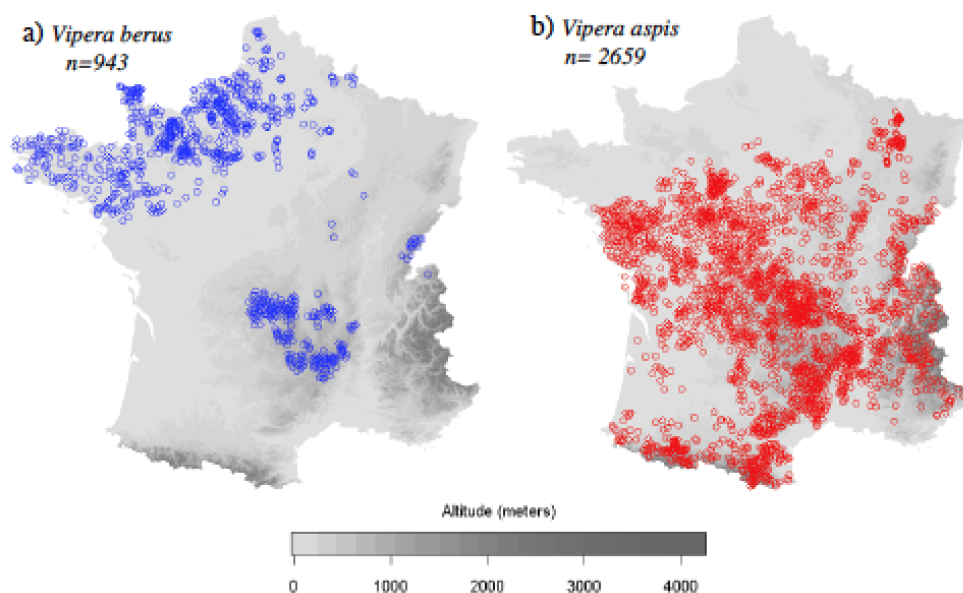 a) Vipera berus
n=943
b) Vipera aspis
n= 2659
Altitude (meters)
0 1000 2000 3000 4000